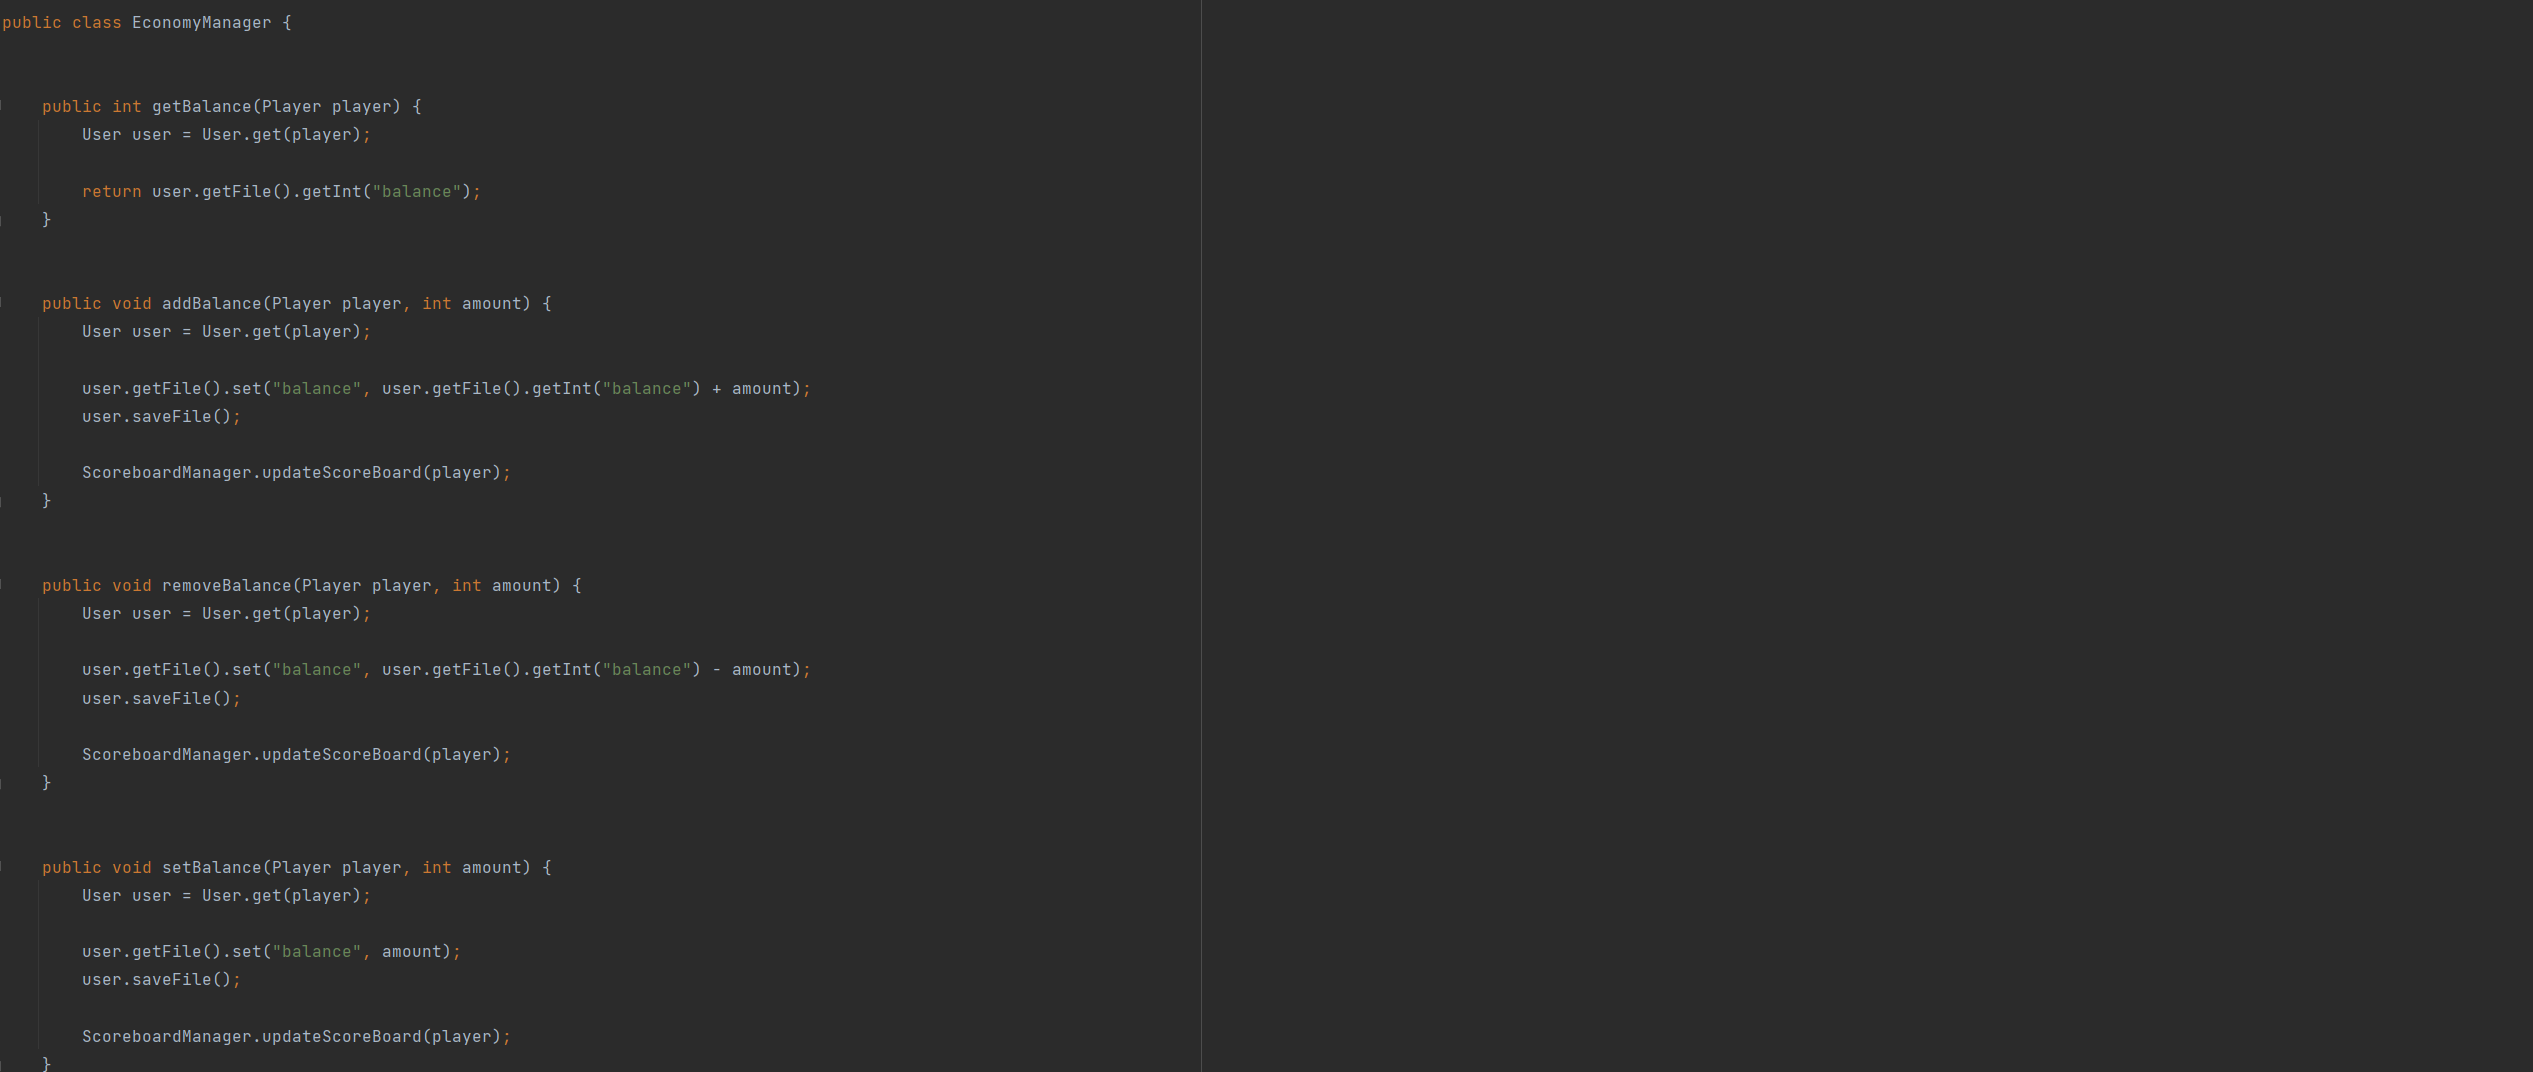 public class EconomyManager {
public int getBalance(Player player) {
User user = User.get(player);
return user.getFile().getInt("balance");
}
public void addBalance(Player player, int amount) {
User user = User.get(player);
user.getFile().set("balance", user.getFile().getInt("balance") + amount);
user.saveFile();
ScoreboardManager.updateScoreBoard(player);
}
public void removeBalance(Player player, int amount) {
User user = User.get(player);
user.getFile().set("balance", user.getFile().getInt("balance") - amount);
user.saveFile();
ScoreboardManager.updateScoreBoard(player);
}
public void setBalance(Player player, int amount) {
User user = User.get(player);
user.getFile().set("balance", amount);
user.saveFile();
ScoreboardManager.updateScoreBoard(player);
}